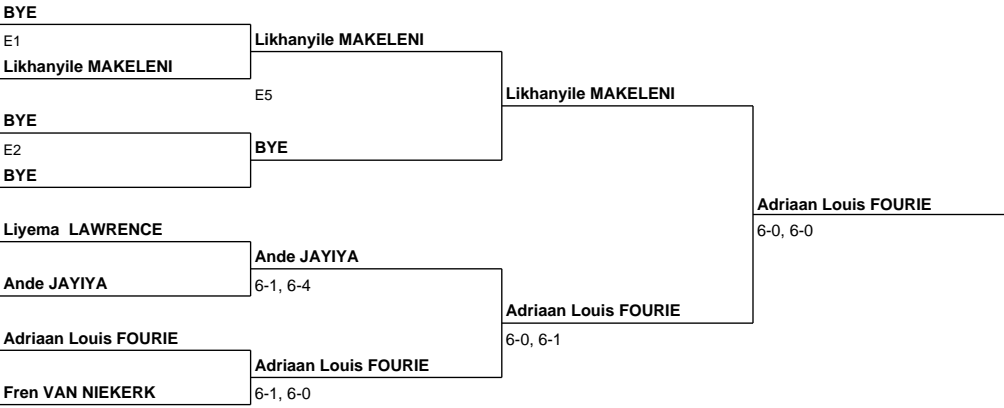 BYE
E1
Likhanyile MAKELENI
Likhanyile MAKELENI
E5
Likhanyile MAKELENI
BYE
E2
BYE
BYE
Adriaan Louis FOURIE
6-0, 6-0
Liyema  LAWRENCE
Ande JAYIYA
Ande JAYIYA
6-1, 6-4
Adriaan Louis FOURIE
6-0, 6-1
Adriaan Louis FOURIE
Adriaan Louis FOURIE
Fren VAN NIEKERK
6-1, 6-0